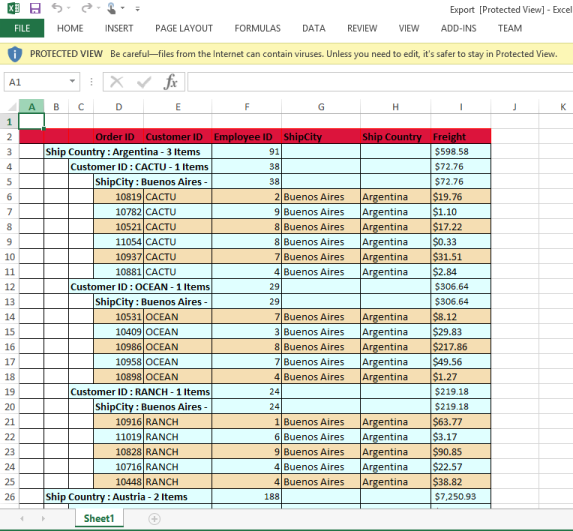 Export [Protected View] - Excel
FILE HOME INSERT PAGE LAYOUT FORMULAS DATA REVIEW VIEW ADD-INS TEAM
PROTECTED VIEW Be careful—files from the Internet can contain viruses. Unless you need to edit, it's safer to stay in Protected View.
A1 fx
A B C D E F G H I J K
1
2 Order ID Customer ID Employee ID ShipCity Ship Country Freight
3 Ship Country : Argentina - 3 Items 91 $598.58
4 Customer ID : CACTU - 1 Items 38 $72.76
5 ShipCity : Buenos Aires - 38 $72.76
6 10819 CACTU 2 Buenos Aires Argentina $19.76
7 10782 CACTU 9 Buenos Aires Argentina $1.10
8 10521 CACTU 8 Buenos Aires Argentina $17.22
9 11054 CACTU 8 Buenos Aires Argentina $0.33
10 10937 CACTU 7 Buenos Aires Argentina $31.51
11 10881 CACTU 4 Buenos Aires Argentina $2.84
12 Customer ID : OCEAN - 1 Items 29 $306.64
13 ShipCity : Buenos Aires - 29 $306.64
14 10531 OCEAN 7 Buenos Aires Argentina $8.12
15 10409 OCEAN 3 Buenos Aires Argentina $29.83
16 10986 OCEAN 8 Buenos Aires Argentina $217.86
17 10958 OCEAN 7 Buenos Aires Argentina $49.56
18 10898 OCEAN 4 Buenos Aires Argentina $1.27
19 Customer ID : RANCH - 1 Items 24 $219.18
20 ShipCity : Buenos Aires - 24 $219.18
21 10916 RANCH 1 Buenos Aires Argentina $63.77
22 11019 RANCH 6 Buenos Aires Argentina $3.17
23 10828 RANCH 9 Buenos Aires Argentina $90.85
24 10716 RANCH 4 Buenos Aires Argentina $22.57
25 10448 RANCH 4 Buenos Aires Argentina $38.82
26 Ship Country : Austria - 2 Items 188 $7,250.93
Sheet1